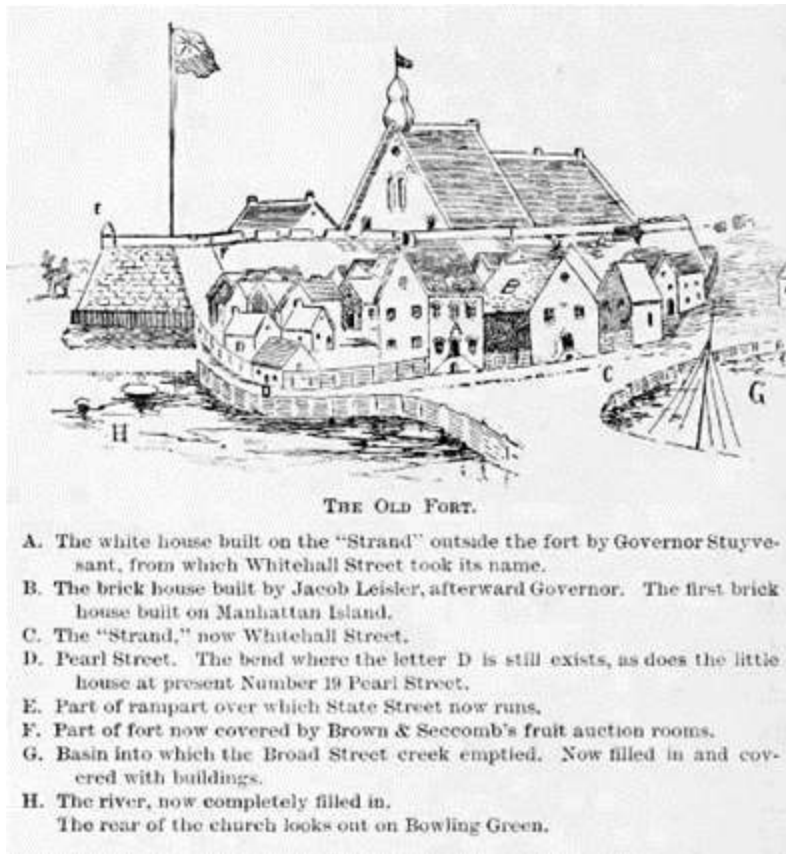 H
C
G
THE OLD FORT.
A. The white house built on the "Strand" outside the fort by Governor Stuyve-
sant, from which Whitehall Street took its name.
B. The brick house built by Jacob Leisler, afterward Governor. The first brick
house built on Manhattan Island.
C. The "Strand," now Whitehall Street.
D. Pearl Street. The bend where the letter D is still exists, as does the little
house at present Number 19 Pearl Street.
E. Part of rampart over which State Street now runs.
F. Part of fort now covered by Brown & Seccomb's fruit auction rooms.
G. Basin into which the Broad Street creek emptied. Now filled in and cov-
ered with buildings.
H. The river, now completely filled in.
The rear of the church looks out on Bowling Green.